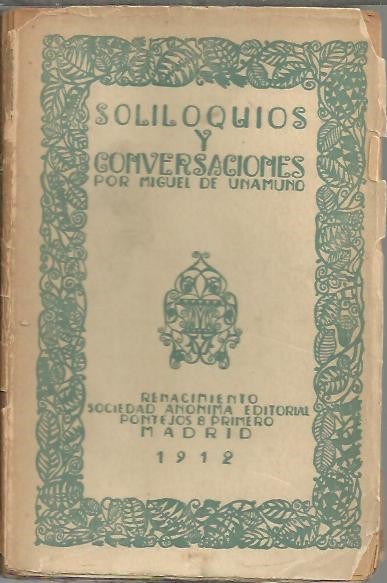 SOLILOQUIOS
Y
CONVERSACIONES
POR MIGUEL DE UNAMUNO
RENACIMIENTO
SOCIEDAD ANONIMA EDITORIAL
PONTEJOS 8 PRIMERO
MADRID
1912